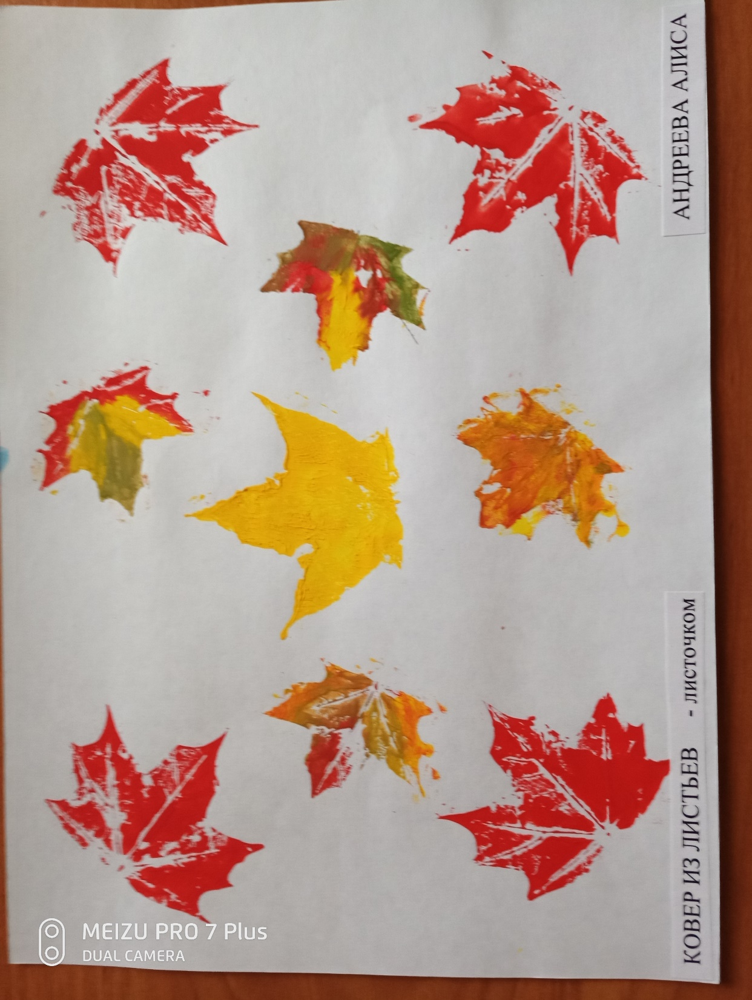 КОВЕР ИЗ ЛИСТЬЕВ - листочком
АНДРЕЕВА АЛИСА
MEIZU PRO 7 Plus
DUAL CAMERA